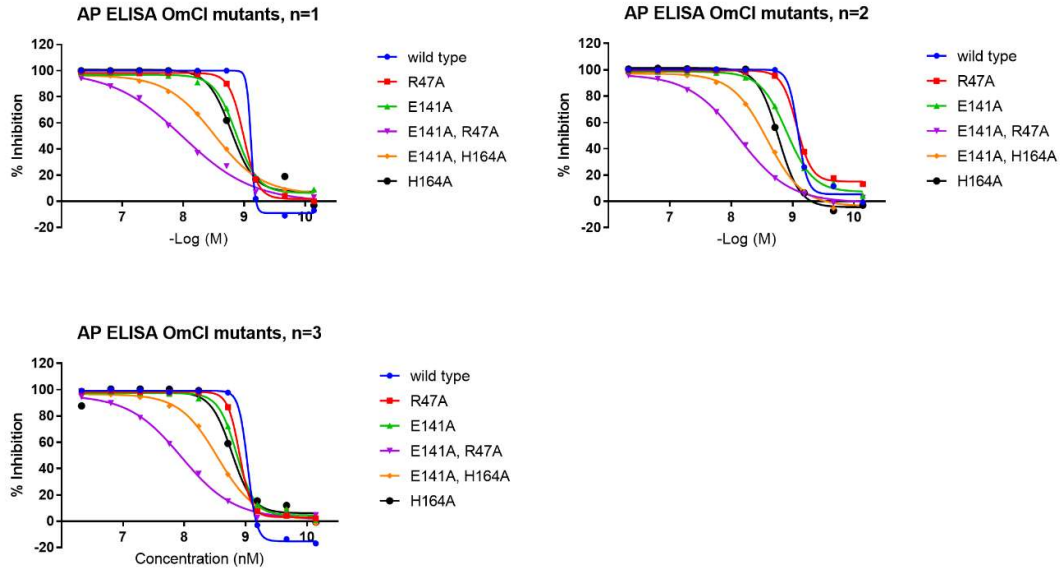 AP ELISA OmCI mutants, n=1
120
100
80
60
40
20
0
-20
% Inhibition
7
8
9
10
-Log (M)
wild type
R47A
E141A
E141A, R47A
E141A, H164A
H164A
AP ELISA OmCI mutants, n=2
120
100
80
60
40
20
0
-20
% Inhibition
7
8
9
10
-Log (M)
wild type
R47A
E141A
E141A, R47A
E141A, H164A
H164A
AP ELISA OmCI mutants, n=3
120
100
80
60
40
20
0
-20
% Inhibition
7
8
9
10
Concentration (nM)
wild type
R47A
E141A
E141A, R47A
E141A, H164A
H164A